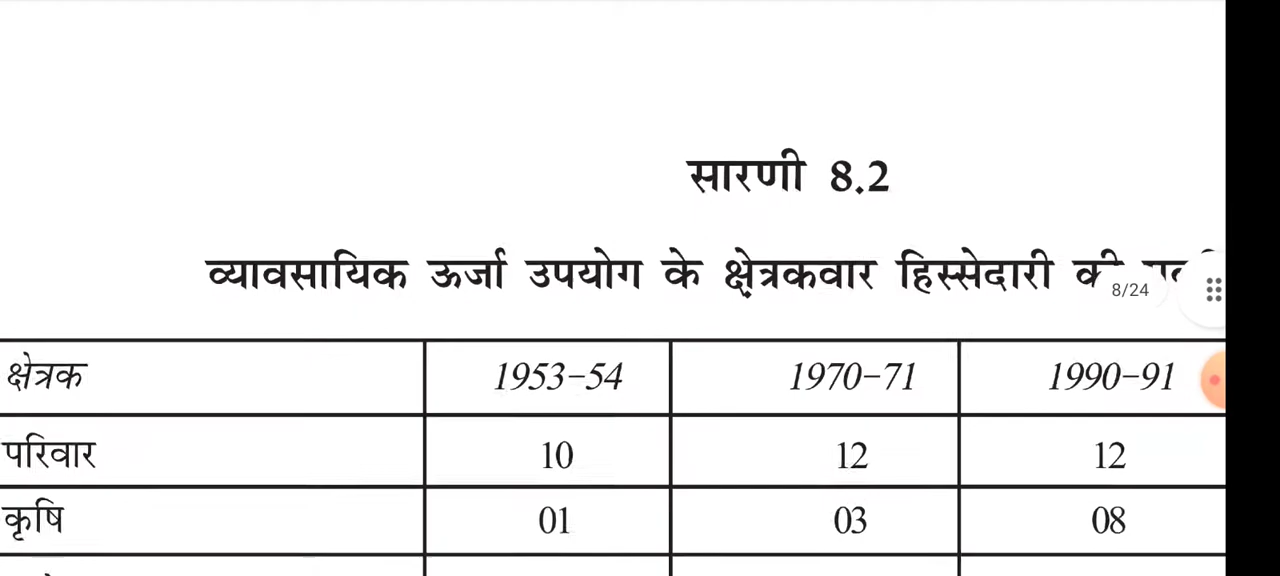 सारणी 8.2
व्यावसायिक ऊर्जा उपयोग के क्षेत्रकवार हिस्सेदारी की
8/24
क्षेत्रक 1953-54 1970-71 1990-91
परिवार 10 12 12
कृषि 01 03 08